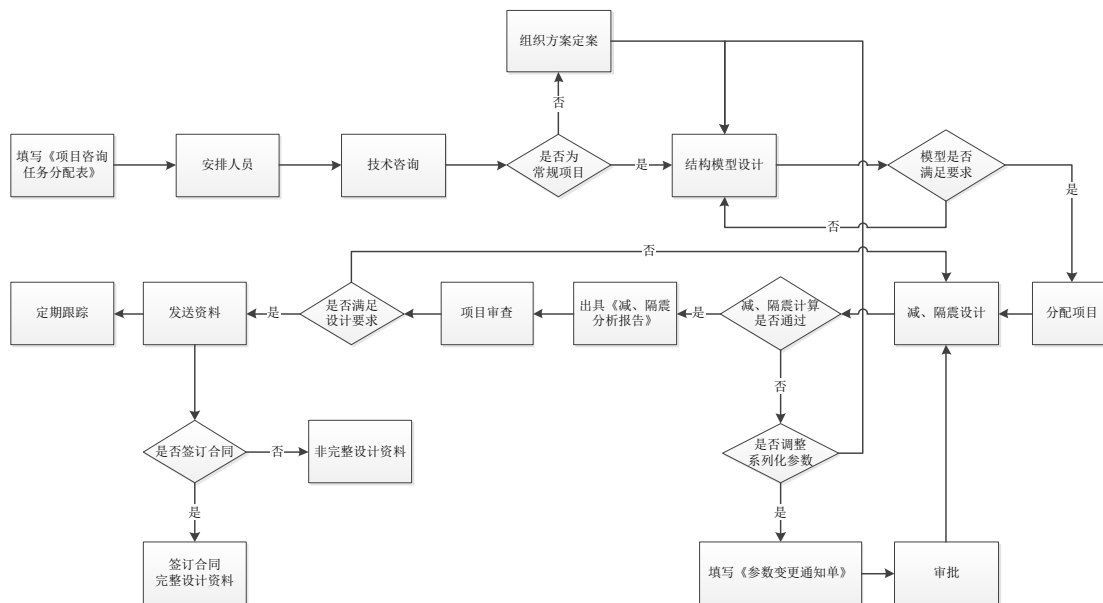 组织方案定案
否
填写《项目咨询
任务分配表》
安排人员
技术咨询
是否为
常规项目
是
结构模型设计
模型是否
满足要求
是
否
否
定期跟踪
发送资料
是
是否满足
设计要求
项目审查
出具《减、隔震
分析报告》
是
减、隔震计算
是否通过
减、隔震设计
分配项目
否
是否签订合同
否
非完整设计资料
是否调整
系列化参数
是
是
签订合同
完整设计资料
填写《参数变更通知单》
审批